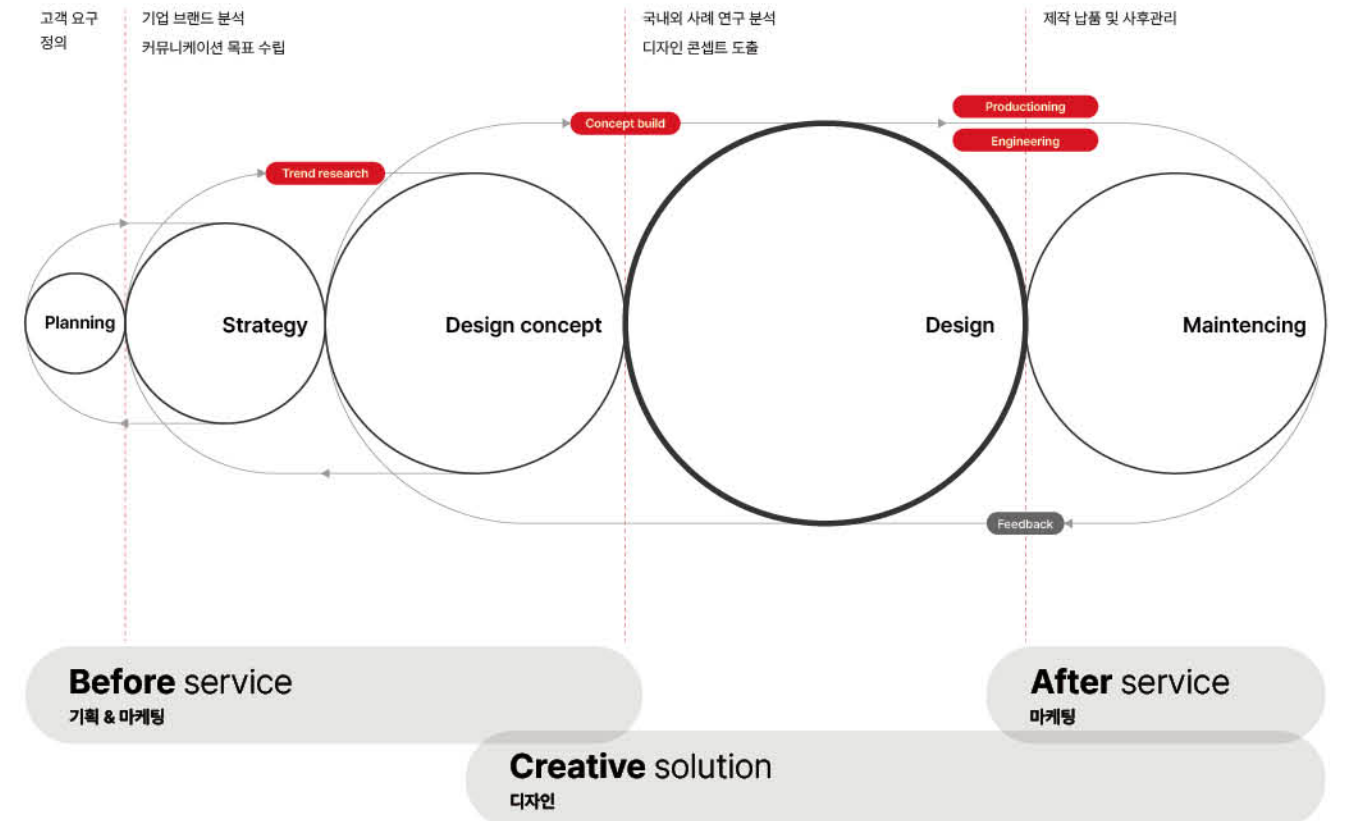 고객 요구
정의
기업 브랜드 분석
커뮤니케이션 목표 수립
국내외 사례 연구 분석
디자인 콘셉트 도출
제작 납품 및 사후관리
Productioning
Concept build
Engineering
Trend research
Planning
Strategy
Design concept
Design
Maintencing
Feedback
Before service
기획 & 마케팅
After service
마케팅
Creative solution
디자인